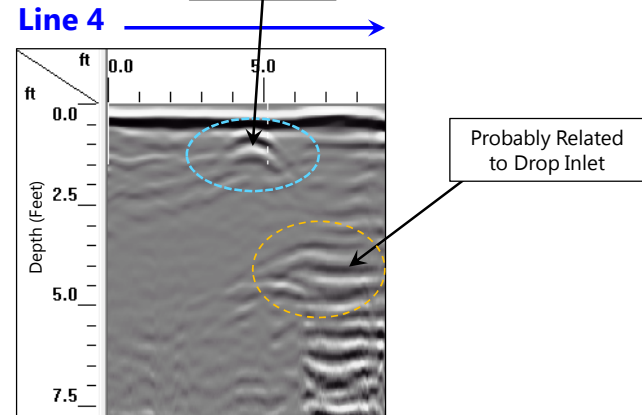 Line 4
ft
0.0
5.0
ft
0.0
2.5
5.0
7.5
Depth (Feet)
Probably Related
to Drop Inlet